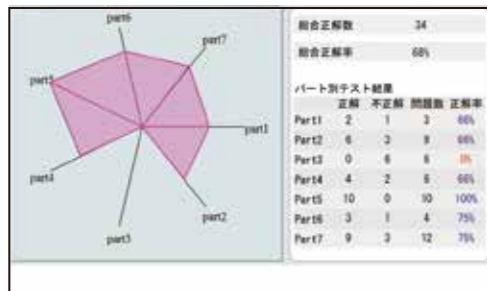 part6
part7
part5
part1
part4
part2
part3
総合正解数 34
総合正解率 68%
パート別テスト結果
正解 不正解 問題数 正解率
Part1 2 1 3 66%
Part2 6 3 9 66%
Part3 0 6 6 0%
Part4 4 2 6 66%
Part5 10 0 10 100%
Part6 3 1 4 75%
Part7 9 3 12 75%